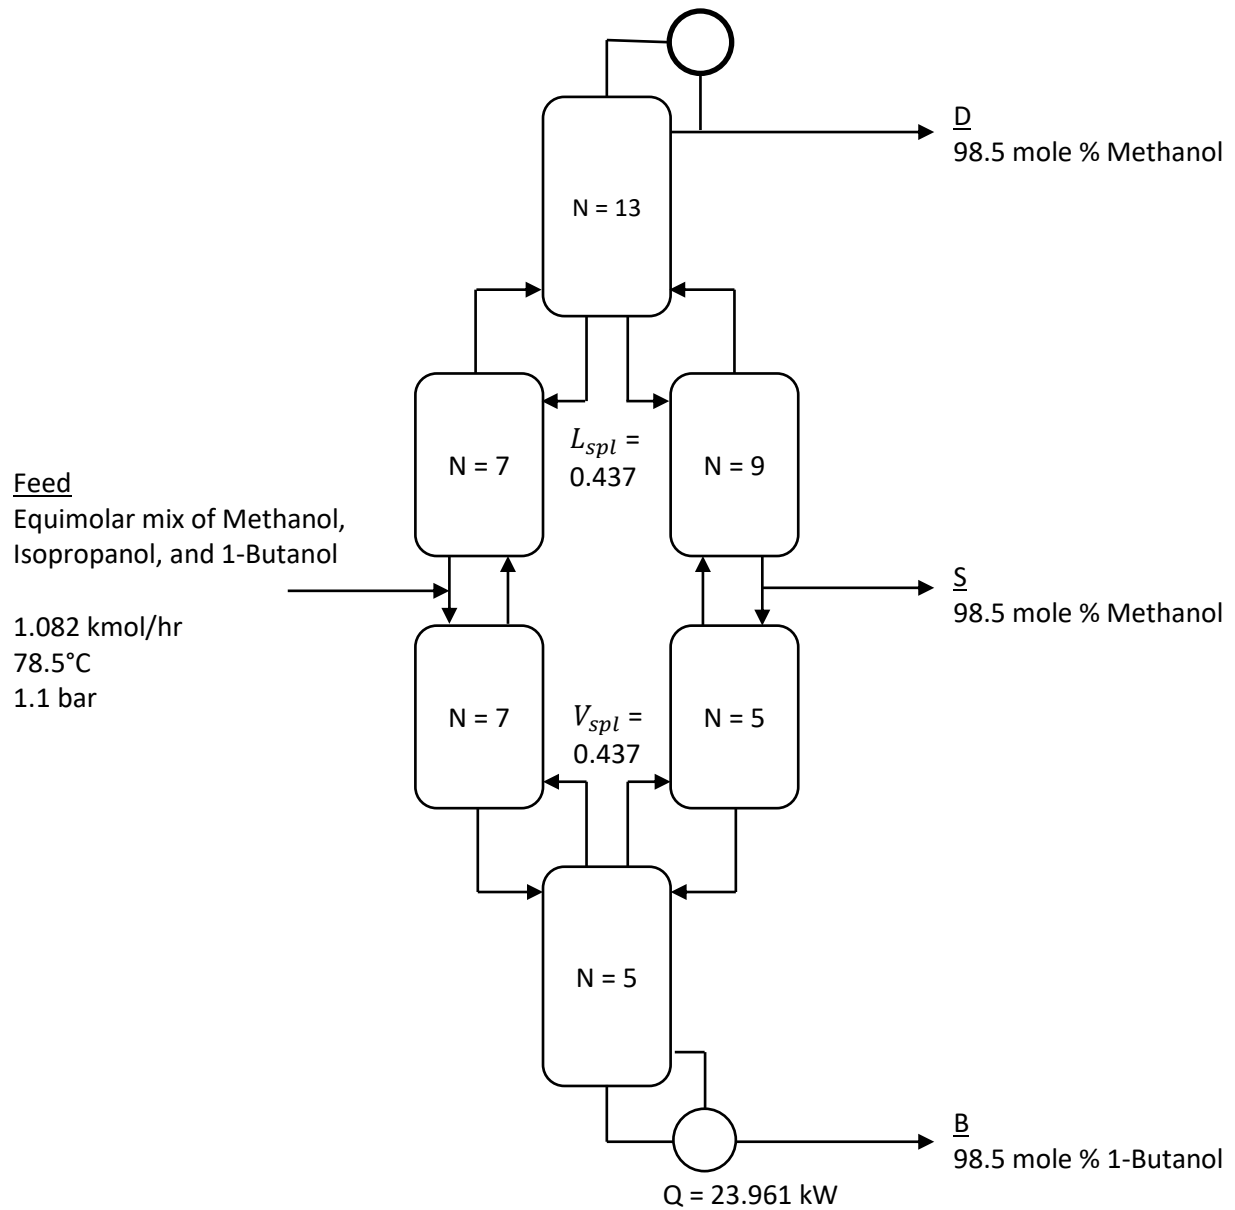 D
98.5 mole % Methanol
N = 13
L_spl =
0.437
N = 7
N = 9
Feed
Equimolar mix of Methanol,
Isopropanol, and 1-Butanol
1.082 kmol/hr
78.5°C
1.1 bar
S
98.5 mole % Methanol
N = 7
V_spl =
0.437
N = 5
N = 5
B
98.5 mole % 1-Butanol
Q = 23.961 kW